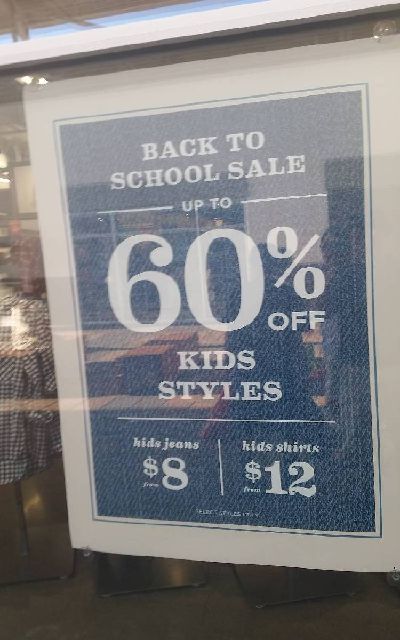 BACK TO
SCHOOL SALE
UP TO
60%
OFF
KIDS
STYLES
kids jeans
from $8
kids shirts
from $12